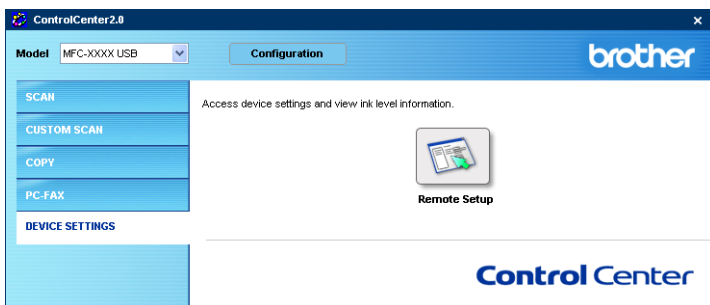 ControlCenter2.0
Model MFC-XXXX USB Configuration brother
SCAN
CUSTOM SCAN
COPY
PC-FAX
DEVICE SETTINGS
Access device settings and view ink level information.
Remote Setup
Control Center